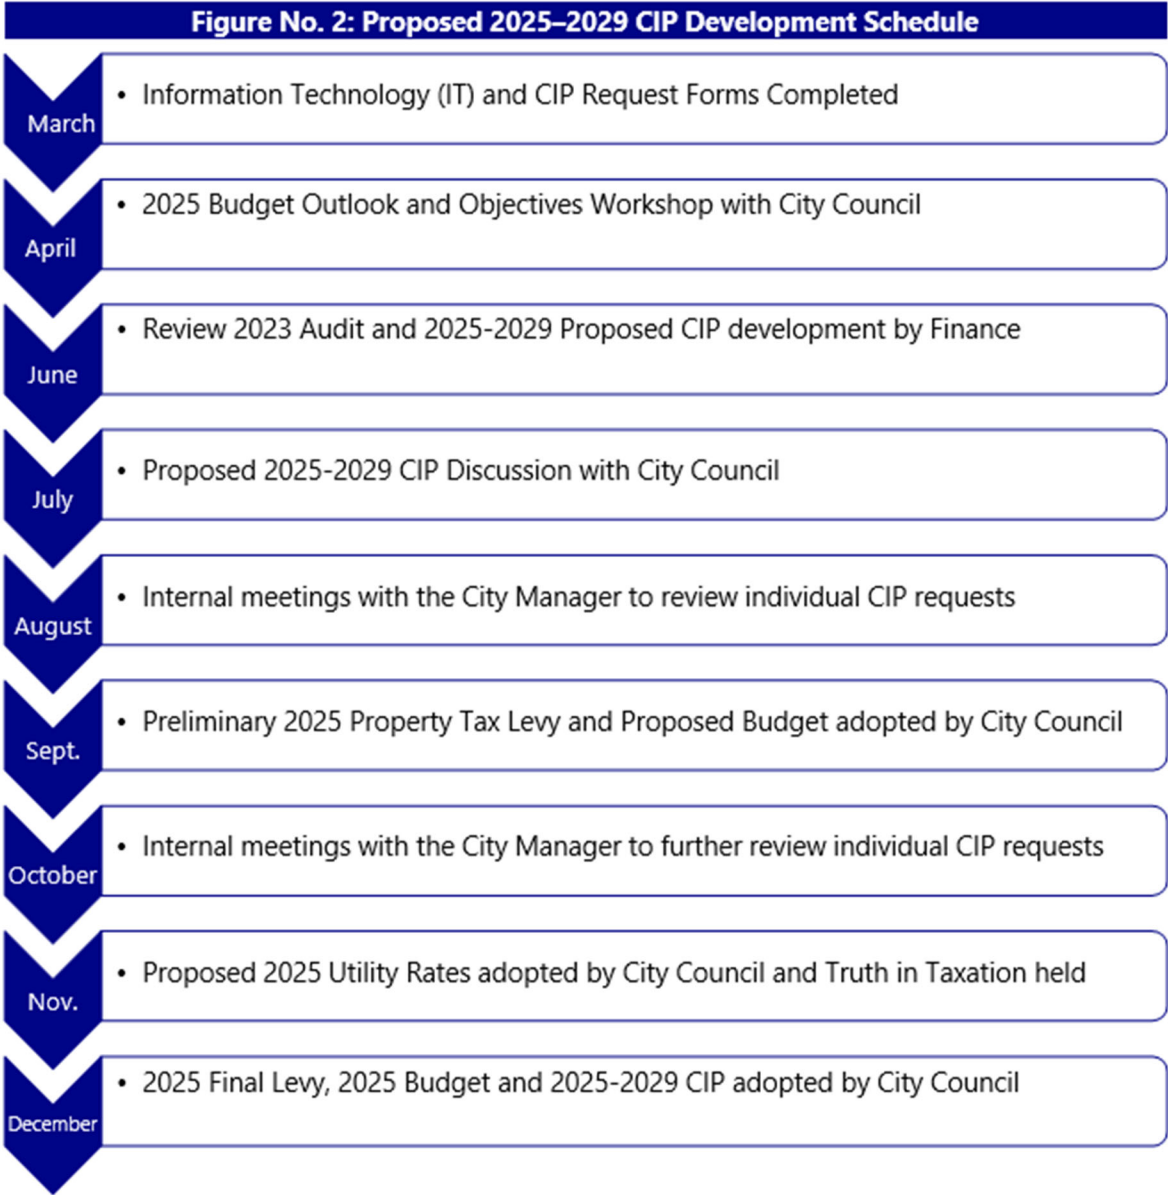 Figure No. 2: Proposed 2025–2029 CIP Development Schedule
March
• Information Technology (IT) and CIP Request Forms Completed
April
• 2025 Budget Outlook and Objectives Workshop with City Council
June
• Review 2023 Audit and 2025-2029 Proposed CIP development by Finance
July
• Proposed 2025-2029 CIP Discussion with City Council
August
• Internal meetings with the City Manager to review individual CIP requests
Sept.
• Preliminary 2025 Property Tax Levy and Proposed Budget adopted by City Council
October
• Internal meetings with the City Manager to further review individual CIP requests
Nov.
• Proposed 2025 Utility Rates adopted by City Council and Truth in Taxation held
December
• 2025 Final Levy, 2025 Budget and 2025-2029 CIP adopted by City Council